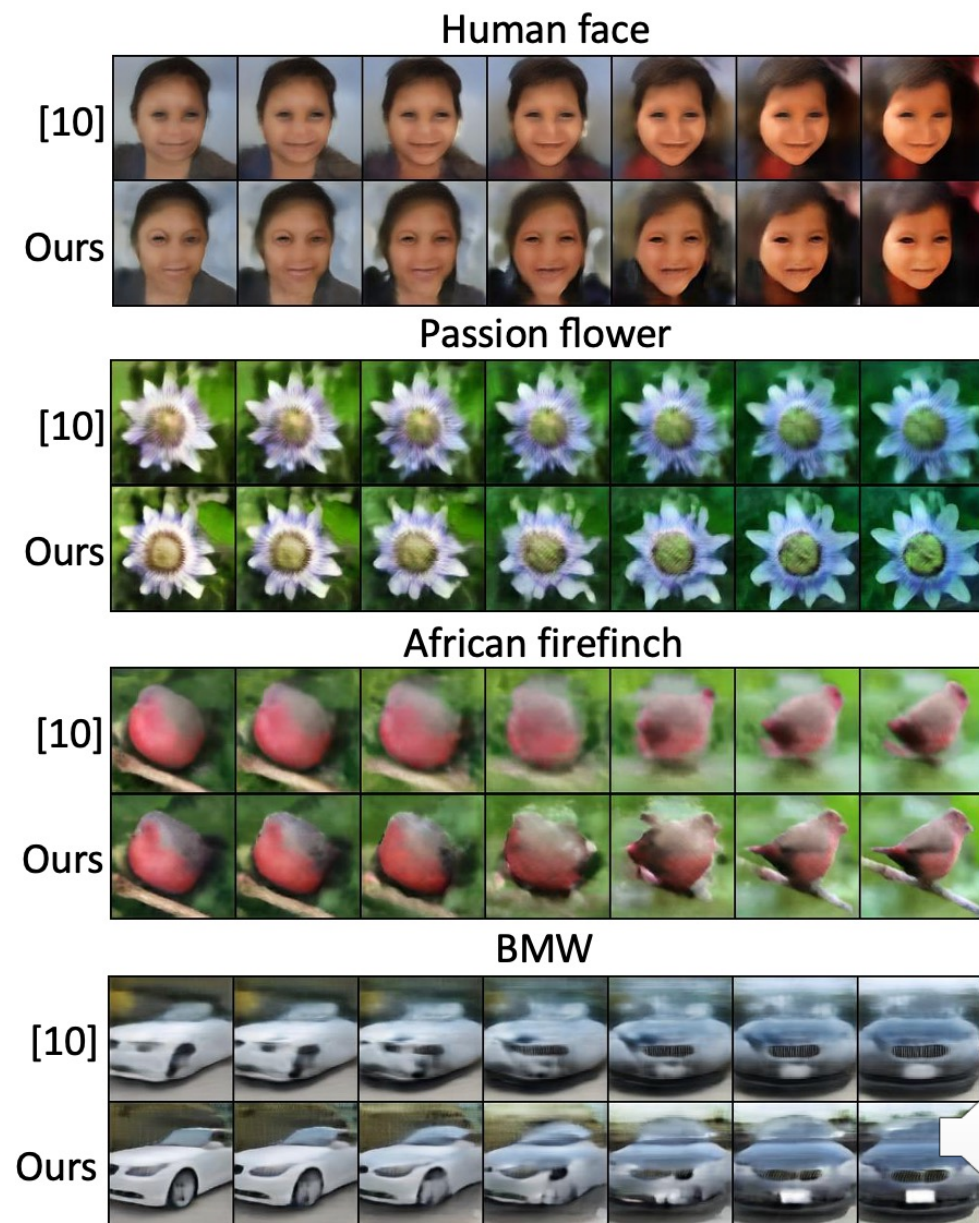 Human face
[10]
Ours
Passion flower
[10]
Ours
African firefinch
[10]
Ours
BMW
[10]
Ours